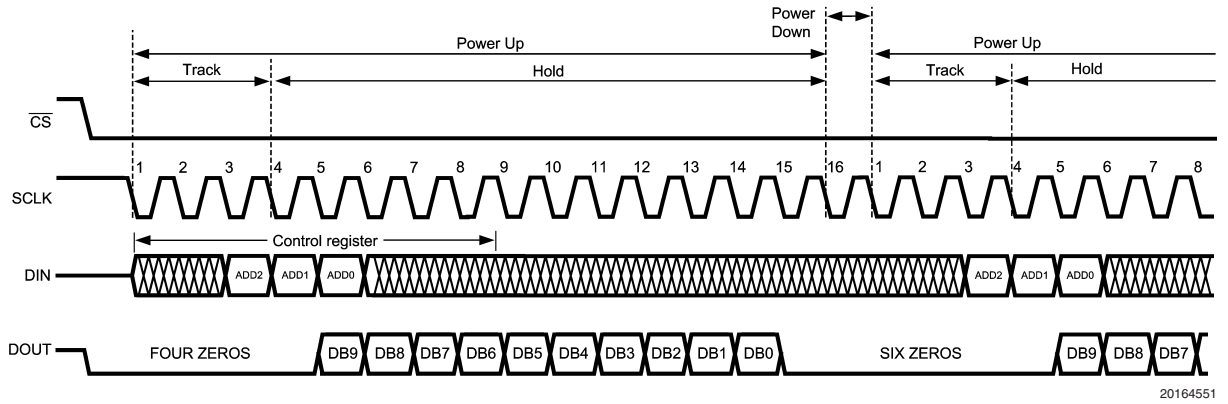 Power
Down
Power Up
Power Up
Track
Hold
Track
Hold
CS
1 2 3 4 5 6 7 8 9 10 11 12 13 14 15 16 1 2 3 4 5 6 7 8
SCLK
Control register
DIN
ADD2 ADD1 ADD0 ADD2 ADD1 ADD0
DOUT
FOUR ZEROS DB9 DB8 DB7 DB6 DB5 DB4 DB3 DB2 DB1 DB0 SIX ZEROS DB9 DB8 DB7
20164551